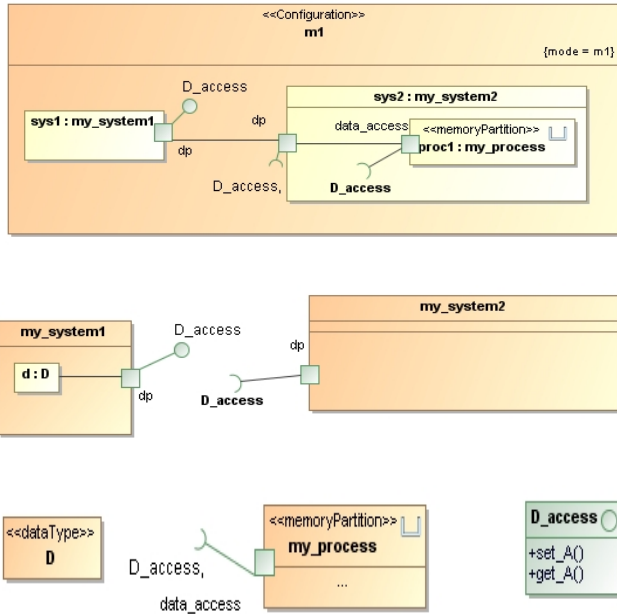 <<Configuration>>
m1
{mode = m1}
D_access
sys1 : my_system1
dp
dp
D_access,
sys2 : my_system2
data_access
<<memoryPartition>>
proc1 : my_process
D_access
my_system1
d : D
dp
D_access
D_access
dp
my_system2
<<dataType>>
D
D_access,
data_access
<<memoryPartition>>
my_process
...
D_access
+set_A()
+get_A()